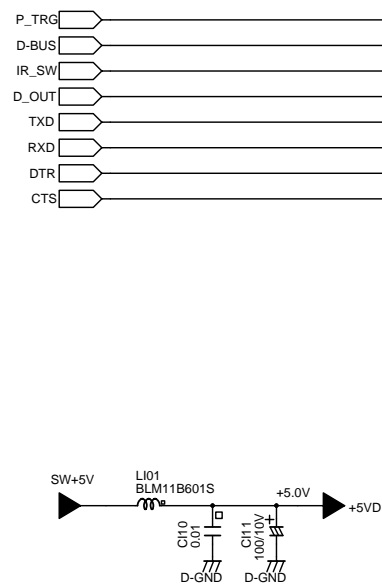 P_TRG
D-BUS
IR_SW
D_OUT
TXD
RXD
DTR
CTS
SW+5V
LI01
BLM11B601S
+5.0V
+5VD
CI10
0.01
CI11
100/10V
+
D-GND
D-GND